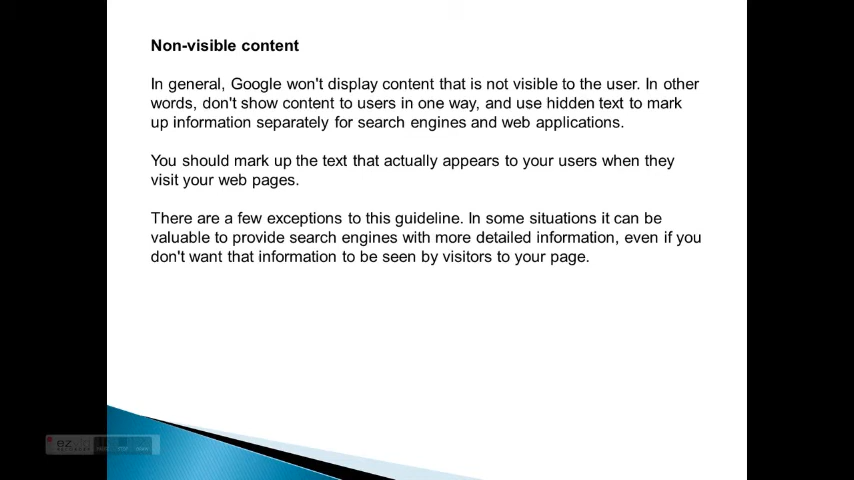 Non-visible content
In general, Google won't display content that is not visible to the user. In other
words, don't show content to users in one way, and use hidden text to mark
up information separately for search engines and web applications.
You should mark up the text that actually appears to your users when they
visit your web pages.
There are a few exceptions to this guideline. In some situations it can be
valuable to provide search engines with more detailed information, even if you
don't want that information to be seen by visitors to your page.